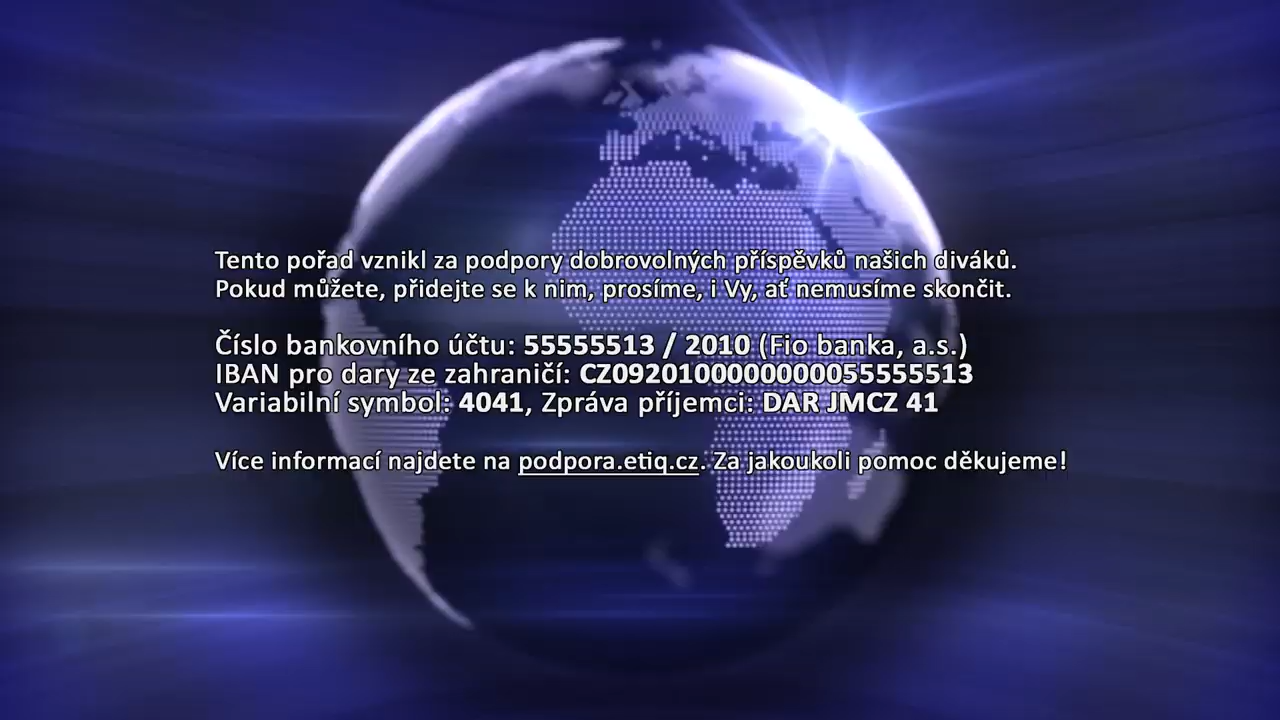 Tento pořad vznikl za podpory dobrovolných příspěvků našich diváků.
Pokud můžete, přidejte se k nim, prosíme, i Vy, ať nemusíme skončit.
Číslo bankovního účtu: 55555513 / 2010 (Fio banka, a.s.)
IBAN pro dary ze zahraničí: CZ0920100000000055555513
Variabilní symbol: 4041, Zpráva příjemci: DAR JMCZ 41
Více informací najdete na podpora.etiq.cz. Za jakoukoli pomoc děkujeme!